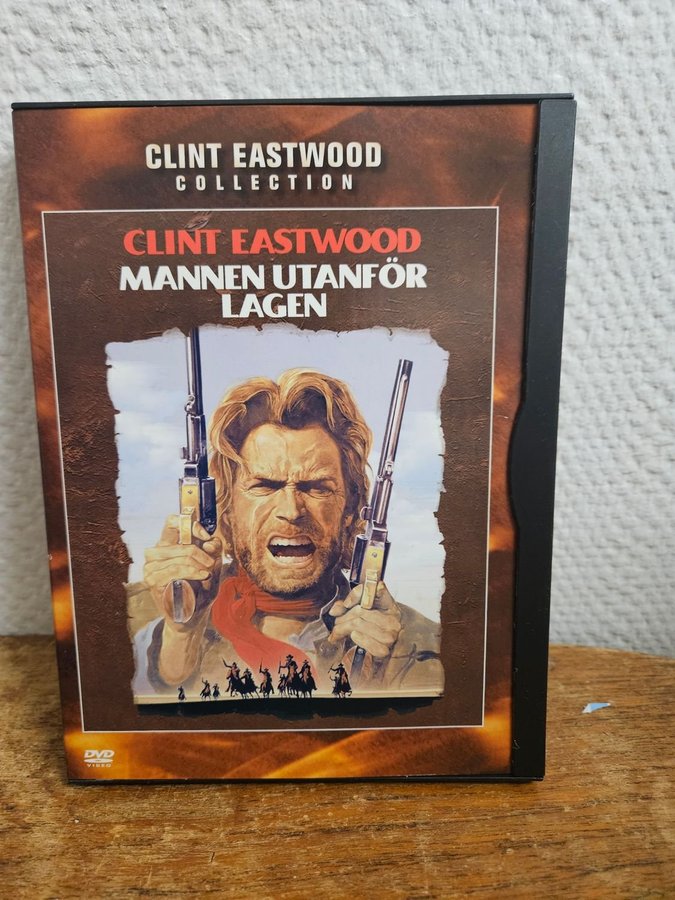 CLINT EASTWOOD
COLLECTION
CLINT EASTWOOD
MANNEN UTANFÖR
LAGEN
DVD
VIDEO